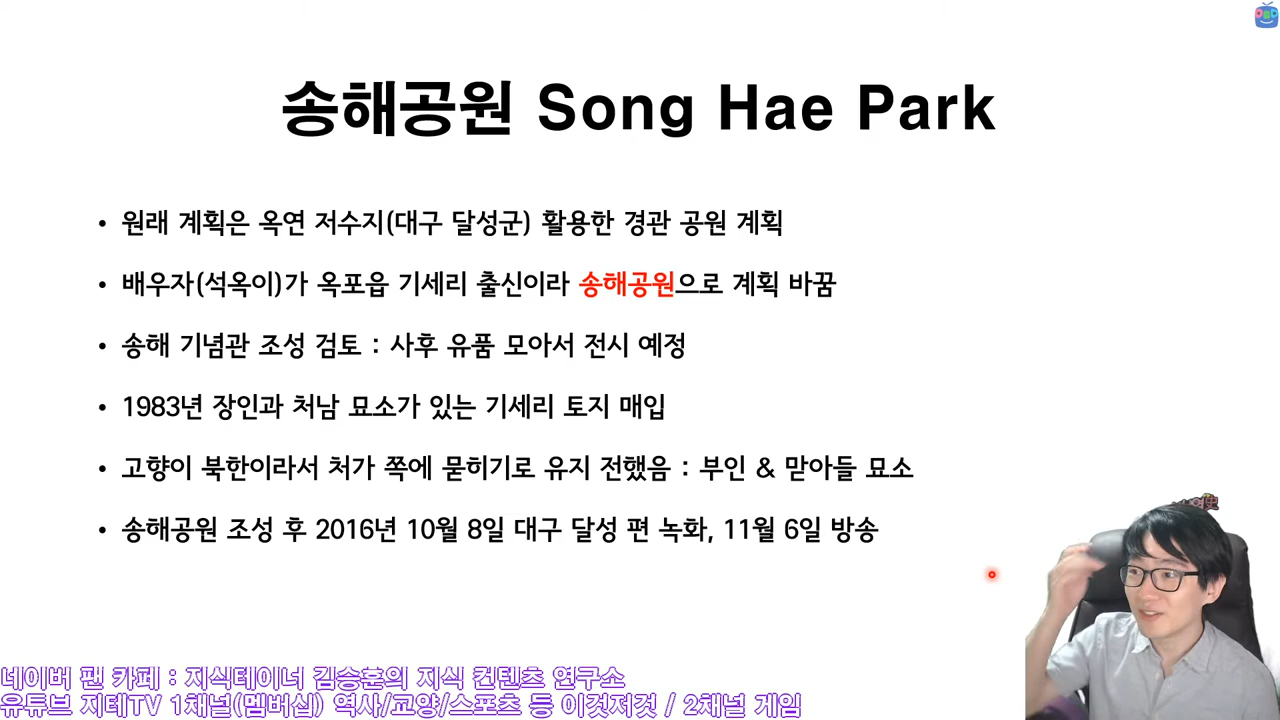 송해공원 Song Hae Park
• 원래 계획은 옥연 저수지(대구 달성군) 활용한 경관 공원 계획
• 배우자(석옥이)가 옥포읍 기세리 출신이라 송해공원으로 계획 바꿈
• 송해 기념관 조성 검토 : 사후 유품 모아서 전시 예정
• 1983년 장인과 처남 묘소가 있는 기세리 토지 매입
• 고향이 북한이라서 처가 쪽에 묻히기로 유지 전했음 : 부인 & 맏아들 묘소
• 송해공원 조성 후 2016년 10월 8일 대구 달성 편 녹화, 11월 6일 방송
네이버 팬 카페 : 지식테이너 김승훈의 지식 컨텐츠 연구소
유튜브 지테TV 1채널(멤버십) 역사/교양/스포츠 등 이것저것 / 2채널 게임